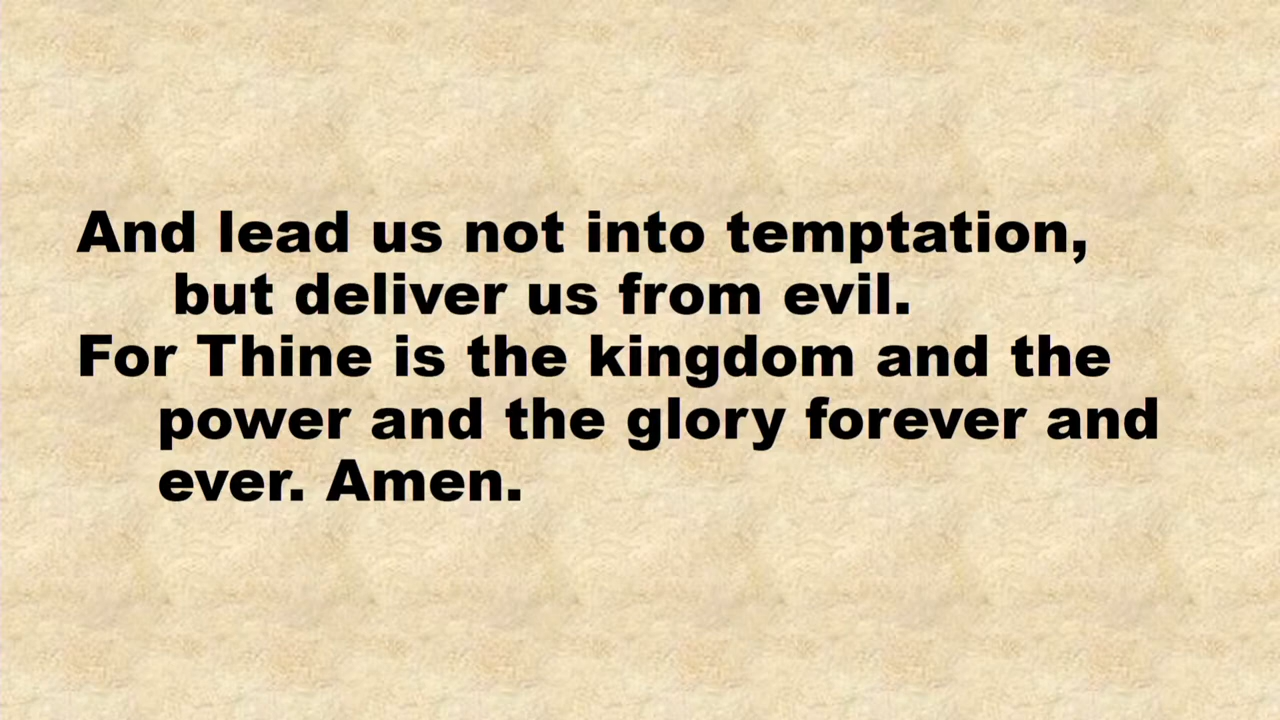 And lead us not into temptation,
but deliver us from evil.
For Thine is the kingdom and the
power and the glory forever and
ever. Amen.